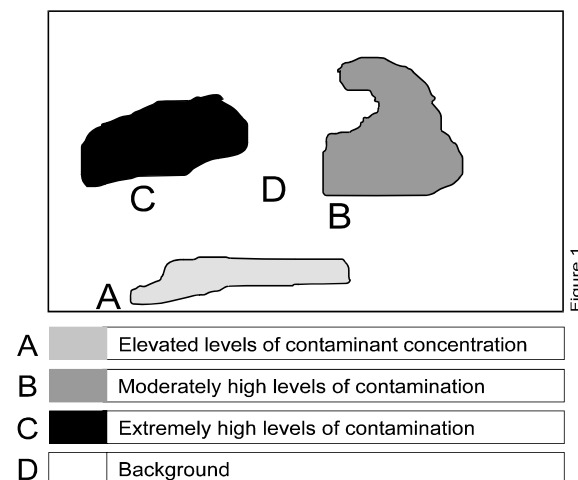 C
D
B
A
Figure 1
A Elevated levels of contaminant concentration
B Moderately high levels of contamination
C Extremely high levels of contamination
D Background